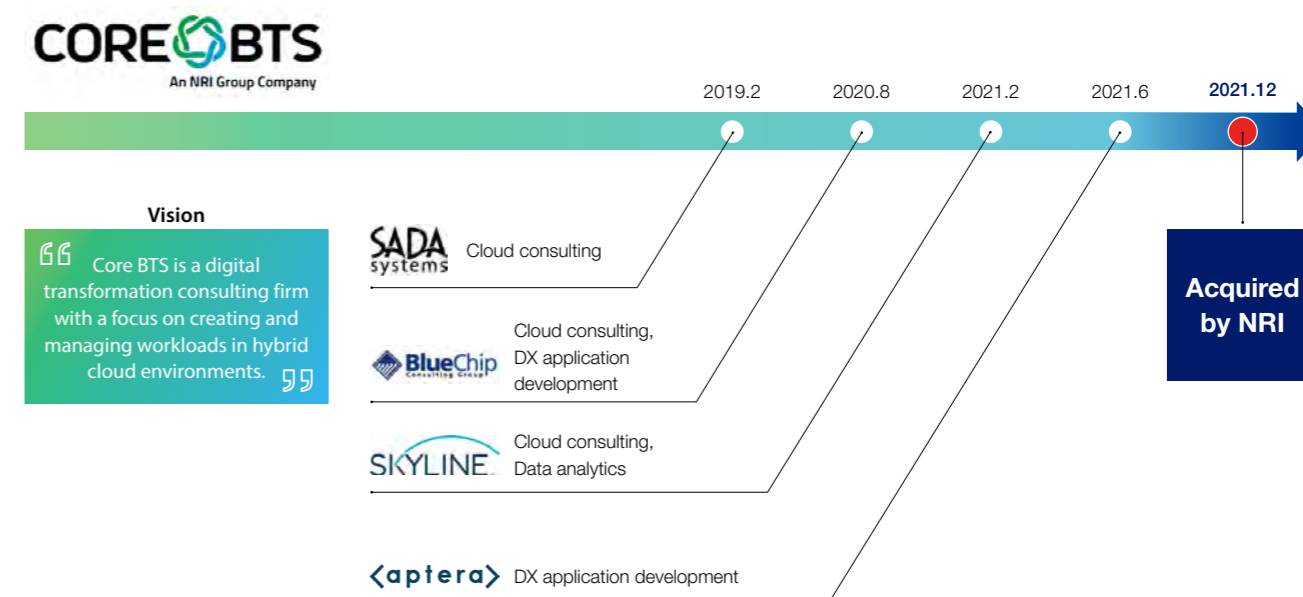 CORE BTS
An NRI Group Company
2019.2 2020.8 2021.2 2021.6 2021.12
Vision
Core BTS is a digital
transformation consulting firm
with a focus on creating and
managing workloads in hybrid
cloud environments.
SADA
systems
Cloud consulting
BlueChip
Consulting Group
Cloud consulting,
DX application
development
SKYLINE
Cloud consulting,
Data analytics
<aptera>
DX application development
Acquired
by NRI